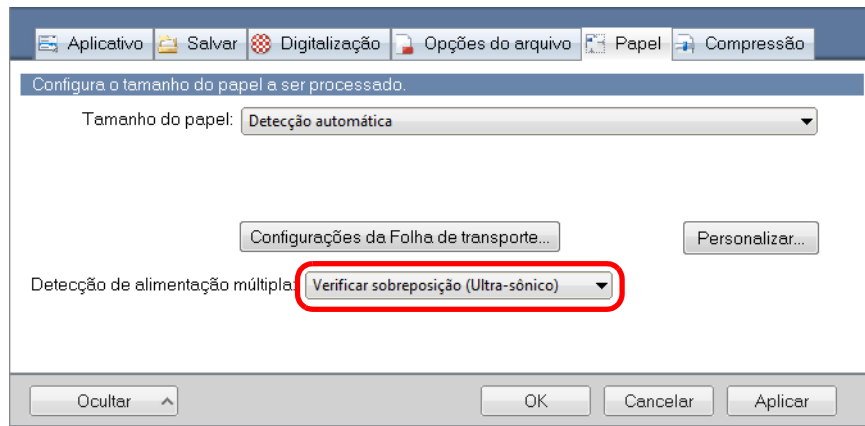 Aplicativo Salvar Digitalização Opções do arquivo Papel Compressão
Configura o tamanho do papel a ser processado.
Tamanho do papel: Detecção automática
Configurações da Folha de transporte... Personalizar...
Detecção de alimentação múltipla: Verificar sobreposição (Ultra-sônico)
Ocultar OK Cancelar Aplicar